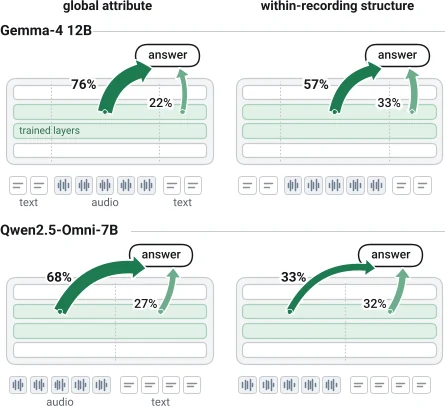 global attribute
within-recording structure
Gemma-4 12B
answer
76%
22%
trained layers
text
audio
text
answer
57%
33%
Qwen2.5-Omni-7B
answer
68%
27%
audio
text
answer
33%
32%